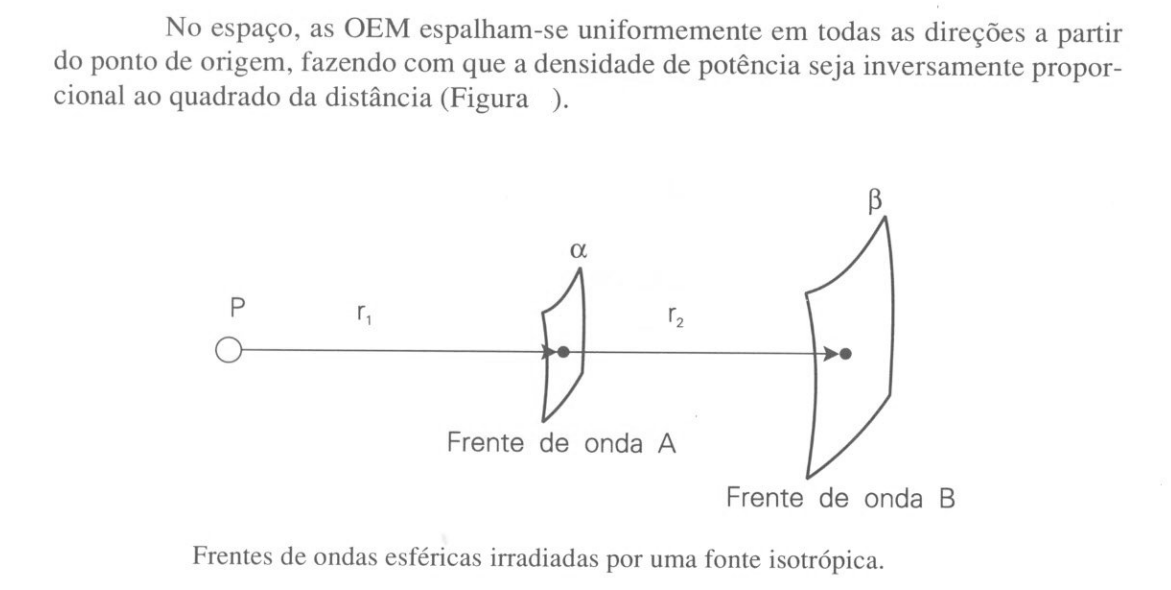 No espaço, as OEM espalham-se uniformemente em todas as direções a partir
do ponto de origem, fazendo com que a densidade de potência seja inversamente propor-
cional ao quadrado da distância (Figura ).
β
α
P
r₁
r₂
Frente de onda A
Frente de onda B
Frentes de ondas esféricas irradiadas por uma fonte isotrópica.